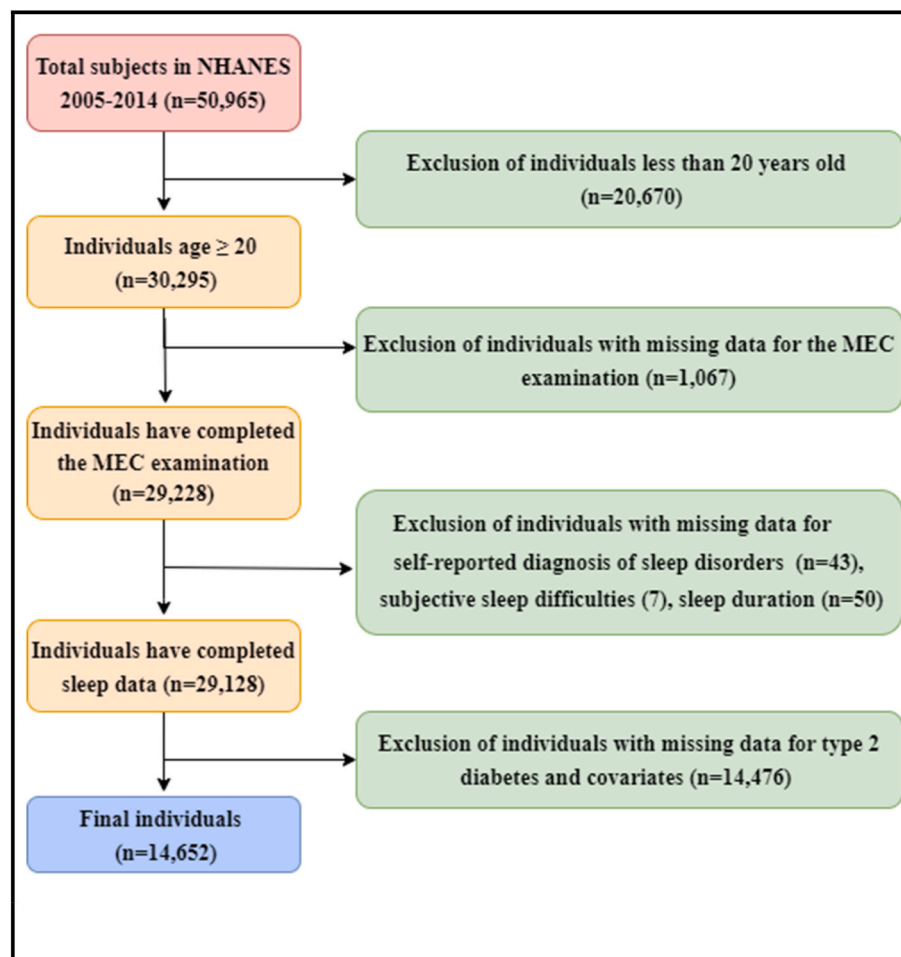 Total subjects in NHANES
2005-2014 (n=50,965)
Exclusion of individuals less than 20 years old
(n=20,670)
Individuals age ≥ 20
(n=30,295)
Exclusion of individuals with missing data for the MEC
examination (n=1,067)
Individuals have completed
the MEC examination
(n=29,228)
Exclusion of individuals with missing data for
self-reported diagnosis of sleep disorders (n=43),
subjective sleep difficulties (7), sleep duration (n=50)
Individuals have completed
sleep data (n=29,128)
Exclusion of individuals with missing data for type 2
diabetes and covariates (n=14,476)
Final individuals
(n=14,652)